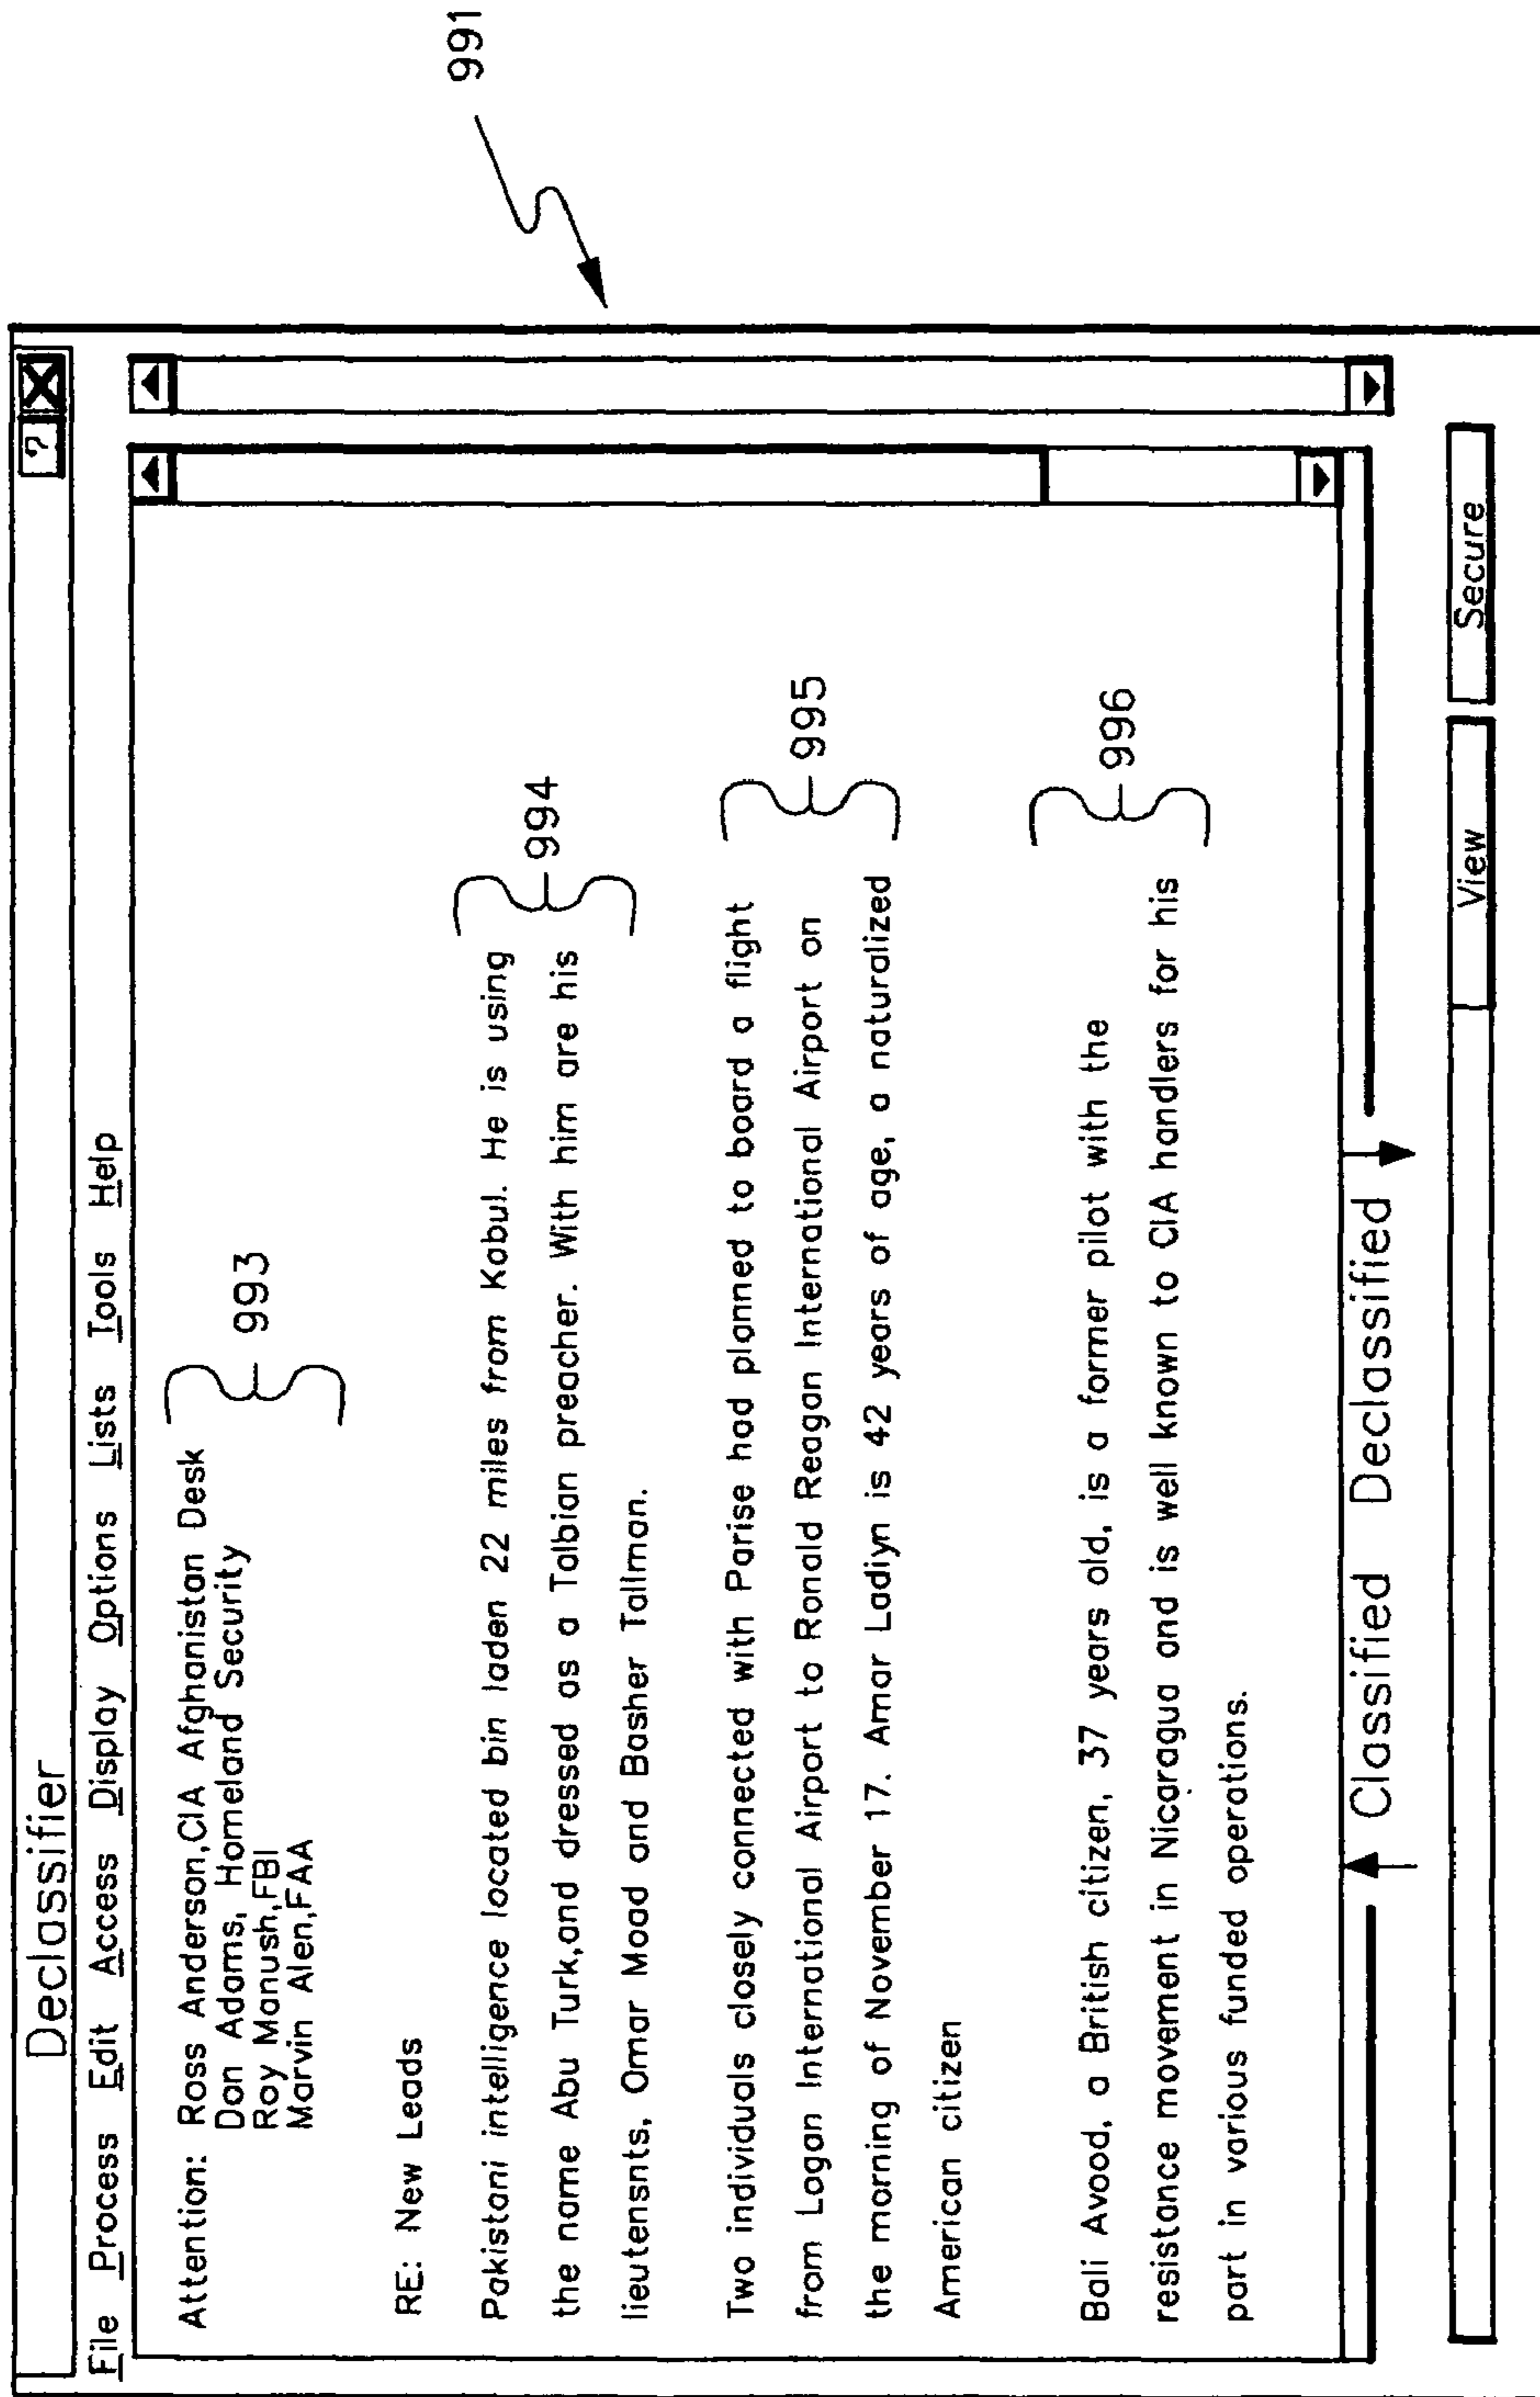 Declassifier
? X
File Process Edit Access Display Options Lists Tools Help
Attention: Ross Anderson,CIA Afghanistan Desk
Don Adams, Homeland Security
Roy Manush,FBI
Marvin Alen,FAA
993
RE: New Leads
Pakistani intelligence located bin laden 22 miles from Kabul. He is using
the name Abu Turk,and dressed as a Talbian preacher. With him are his
lieutensnts, Omar Moad and Basher Tallman.
994
Two individuals closely connected with Parise had planned to board a flight
from Logan International Airport to Ronald Reagan International Airport on
the morning of November 17. Amar Ladiyn is 42 years of age, a naturalized
American citizen
995
Bali Avood, a British citizen, 37 years old, is a former pilot with the
resistance movement in Nicaragua and is well known to CIA handlers for his
part in various funded operations.
996
Classified Declassified
View Secure
991